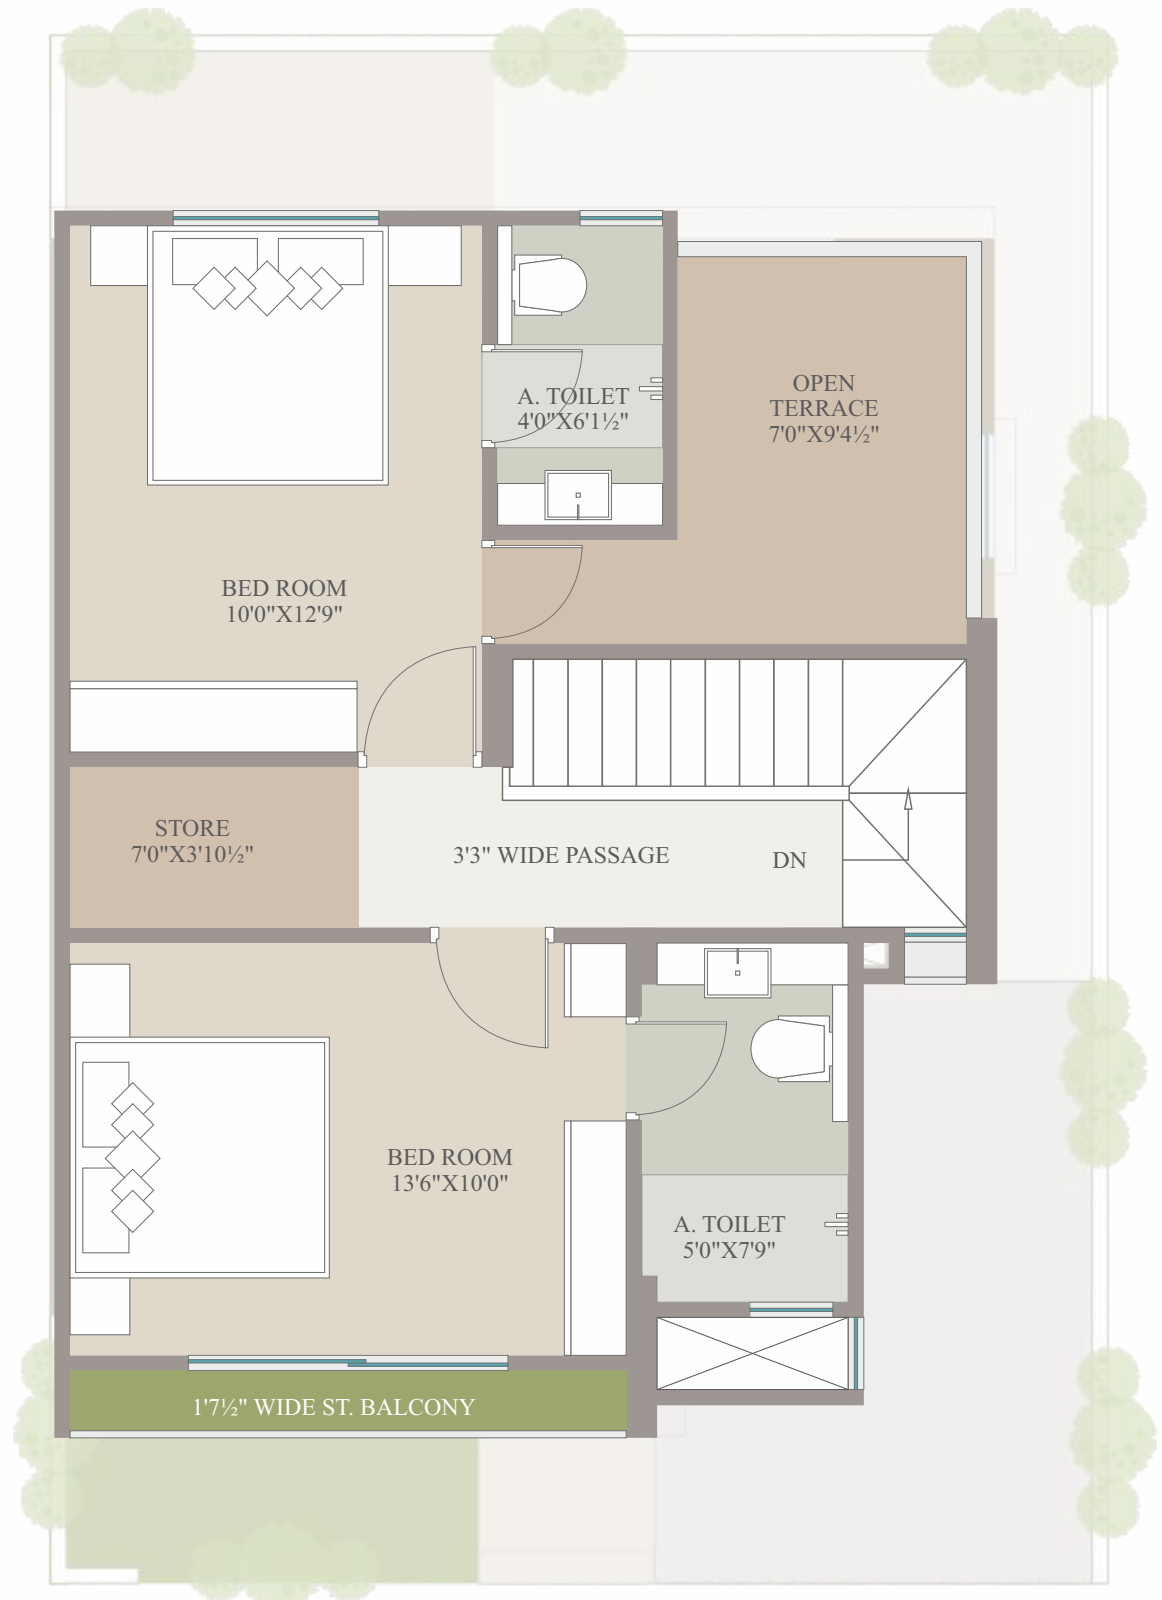 A. TOILET
4'0"X6'1½"
OPEN
TERRACE
7'0"X9'4½"
BED ROOM
10'0"X12'9"
STORE
7'0"X3'10½"
3'3" WIDE PASSAGE
DN
BED ROOM
13'6"X10'0"
A. TOILET
5'0"X7'9"
1'7½" WIDE ST. BALCONY